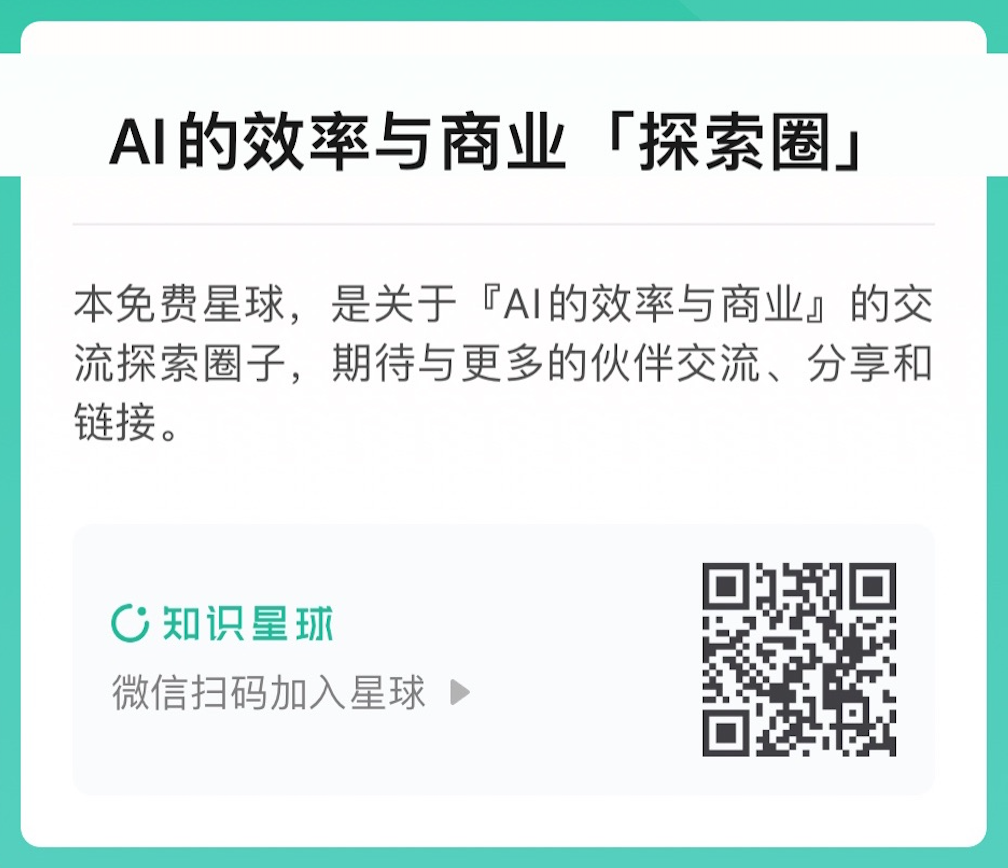 AI的效率与商业「探索圈」
本免费星球，是关于『AI的效率与商业』的交
流探索圈子，期待与更多的伙伴交流、分享和
链接。
知识星球
微信扫码加入星球